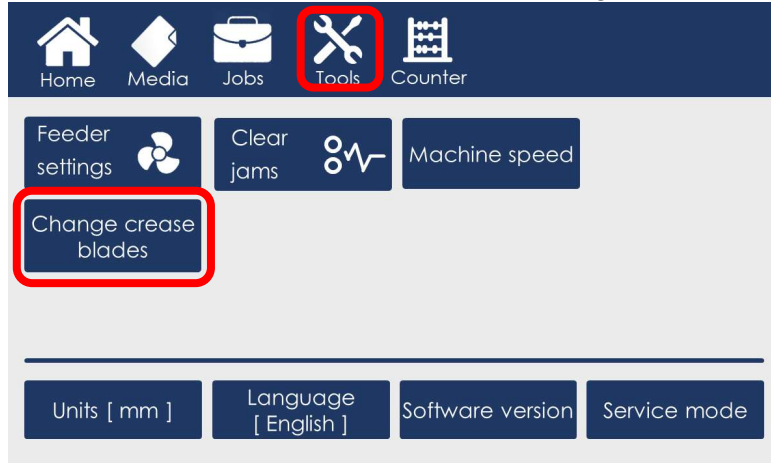 Home Media Jobs Tools Counter
Feeder
settings
Clear
jams
Machine speed
Change crease
blades
Units [ mm ]
Language
[ English ]
Software version
Service mode